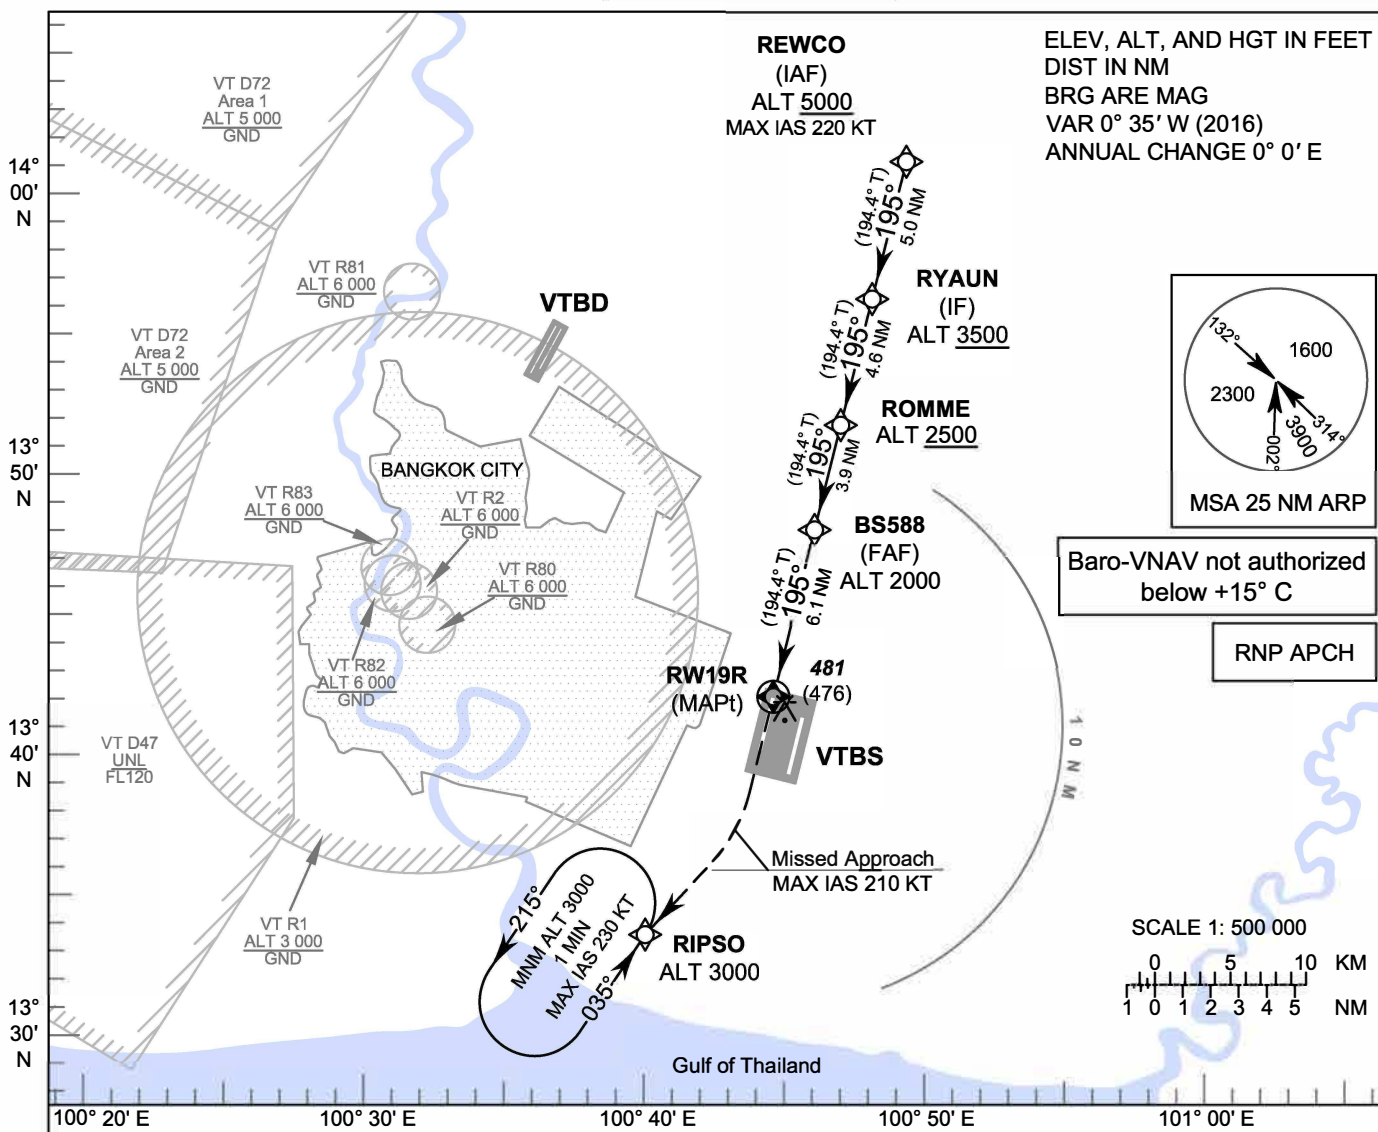 REWCO
(IAF)
ALT 5000
MAX IAS 220 KT
ELEV, ALT, AND HGT IN FEET
DIST IN NM
BRG ARE MAG
VAR 0° 35′ W (2016)
ANNUAL CHANGE 0° 0′ E
VT D72
Area 1
ALT 5 000
GND
14°
00′
N
(194.4° T)
195°
5.0 NM
VT R81
ALT 6 000
GND
VTBD
RYAUN
(IF)
ALT 3500
VT D72
Area 2
ALT 5 000
GND
(194.4° T)
195°
4.6 NM
132°
1600
2300
3900
314°
002°
MSA 25 NM ARP
ROMME
ALT 2500
13°
50′
N
BANGKOK CITY
(194.4° T)
195°
3.9 NM
VT R83
ALT 6 000
GND
VT R2
ALT 6 000
GND
BS588
(FAF)
ALT 2000
Baro-VNAV not authorized
below +15° C
VT R80
ALT 6 000
GND
(194.4° T)
195°
6.1 NM
RNP APCH
VT R82
ALT 6 000
GND
RW19R
(MAPt)
481
(476)
VTBS
10 NM
13°
40′
N
VT D47
UNL
FL120
Missed Approach
MAX IAS 210 KT
VT R1
ALT 3 000
GND
215°
MNM ALT 3000
1 MIN
MAX IAS 230 KT
035°
RIPSO
ALT 3000
SCALE 1: 500 000
0 5 10 KM
1 0 1 2 3 4 5 NM
13°
30′
N
Gulf of Thailand
100° 20′ E 100° 30′ E 100° 40′ E 100° 50′ E 101° 00′ E